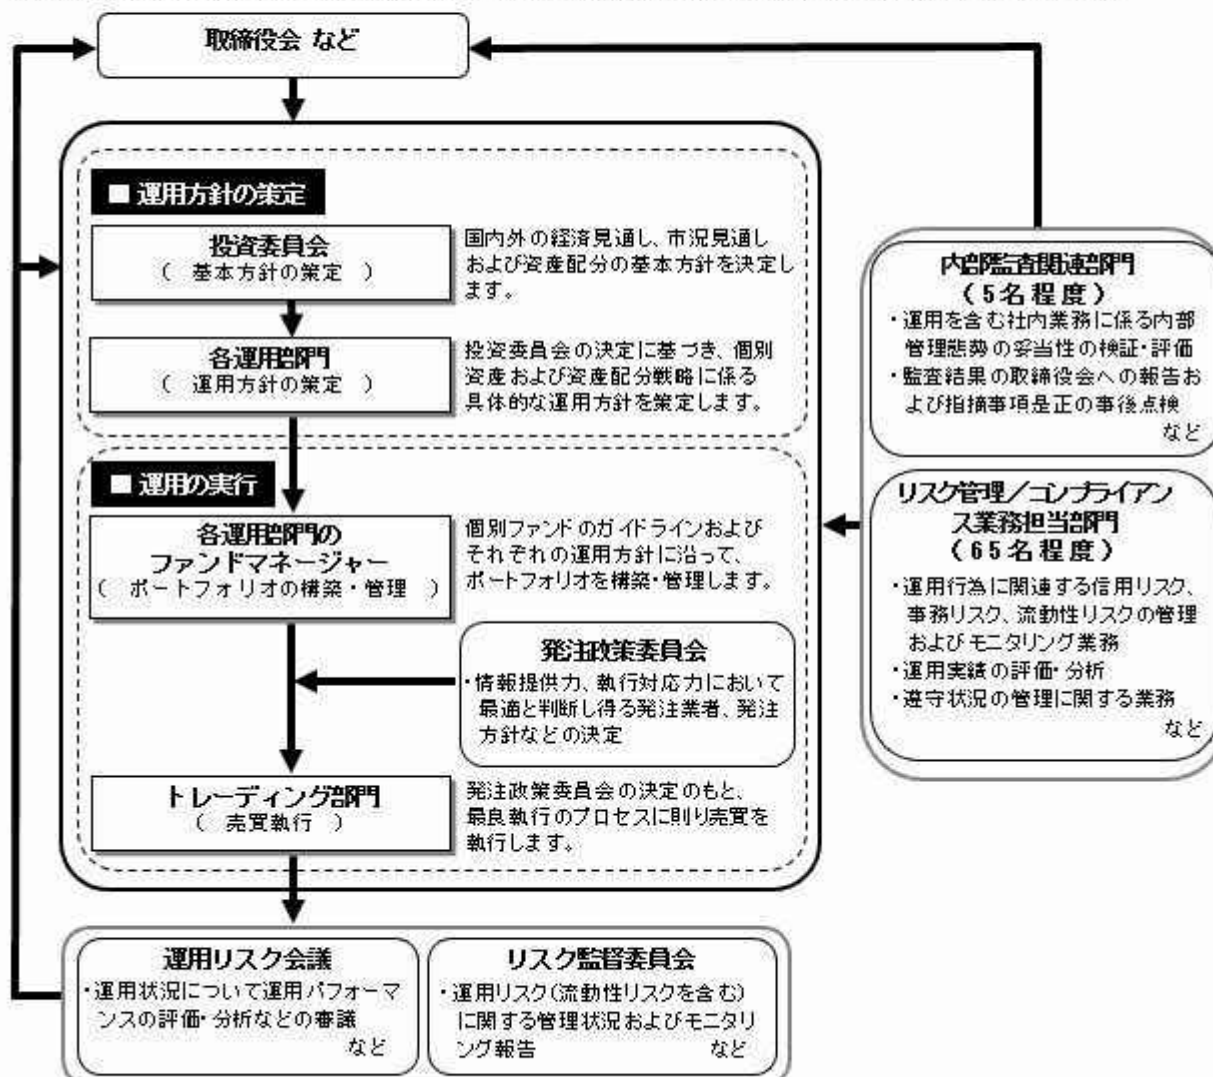 取締役会 など
■ 運用方針の策定
投資委員会
( 基本方針の策定 )
国内外の経済見通し、市況見通し
および資産配分の基本方針を決定し
ます。
各運用部門
( 運用方針の策定 )
投資委員会の決定に基づき、個別
資産および資産配分戦略に係る
具体的な運用方針を策定します。
■ 運用の実行
各運用部門の
ファンドマネージャー
( ポートフォリオの構築・管理 )
個別ファンドのガイドラインおよび
それぞれの運用方針に沿って、
ポートフォリオを構築・管理します。
発注政策委員会
・情報提供力、執行対応力において
最適と判断し得る発注業者、発注
方針などの決定
トレーディング部門
( 売買執行 )
発注政策委員会の決定のもと、
最良執行のプロセスに則り売買を
執行します。
運用リスク会議
・運用状況について運用パフォーマ
ンスの評価・分析などの審議
など
リスク監督委員会
・運用リスク(流動性リスクを含む)
に関する管理状況およびモニタリ
ング報告 など
内部監査関連部門
(5名程度)
・運用を含む社内業務に係る内部
管理態勢の妥当性の検証・評価
・監査結果の取締役会への報告お
よび指摘事項是正の事後点検
など
リスク管理/コンプライアン
ス業務担当部門
(65名程度)
・運用行為に関連する信用リスク、
事務リスク、流動性リスクの管理
およびモニタリング業務
・運用実績の評価・分析
・遵守状況の管理に関する業務
など